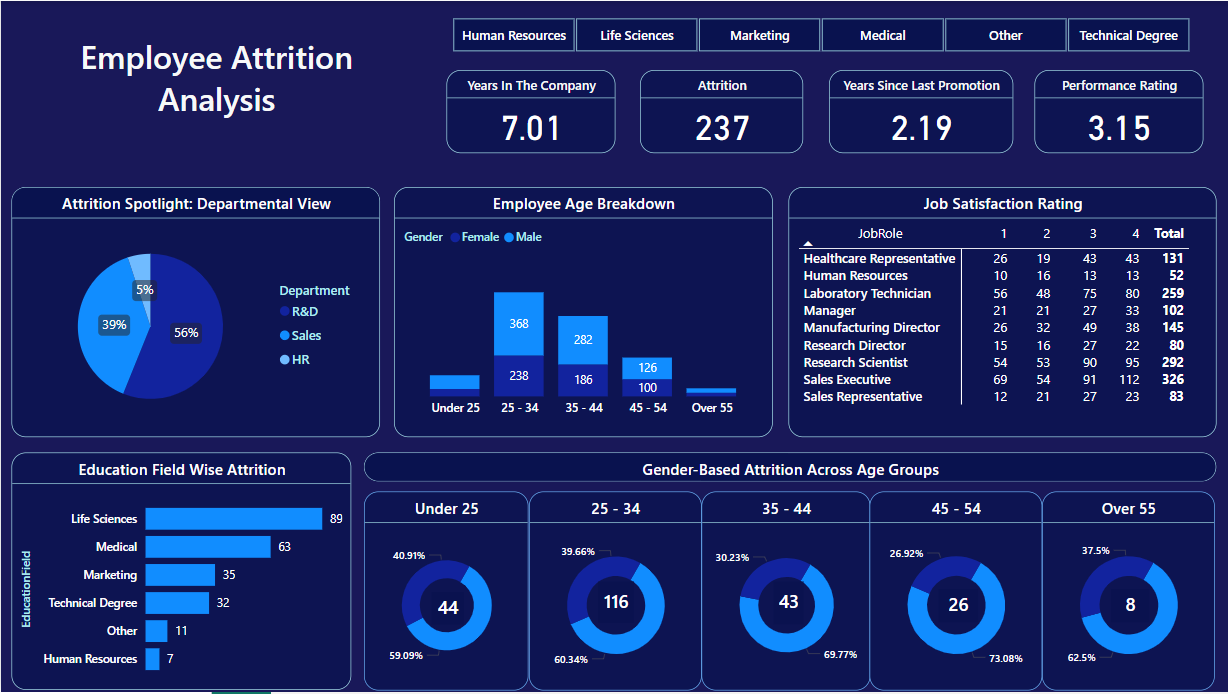 Employee Attrition
Analysis
Human Resources Life Sciences Marketing Medical Other Technical Degree
Years In The Company Attrition Years Since Last Promotion Performance Rating
7.01 237 2.19 3.15
Attrition Spotlight: Departmental View
5%
39%
56%
Department
R&D
Sales
HR
Employee Age Breakdown
Gender Female Male
368
238
282
186
126
100
Under 25 25 - 34 35 - 44 45 - 54 Over 55
Job Satisfaction Rating
JobRole 1 2 3 4 Total
Healthcare Representative 26 19 43 43 131
Human Resources 10 16 13 13 52
Laboratory Technician 56 48 75 80 259
Manager 21 21 27 33 102
Manufacturing Director 26 32 49 38 145
Research Director 15 16 27 22 80
Research Scientist 54 53 90 95 292
Sales Executive 69 54 91 112 326
Sales Representative 12 21 27 23 83
Education Field Wise Attrition
EducationField
Life Sciences 89
Medical 63
Marketing 35
Technical Degree 32
Other 11
Human Resources 7
Gender-Based Attrition Across Age Groups
Under 25
40.91%
44
59.09%
25 - 34
39.66%
116
60.34%
35 - 44
30.23%
43
69.77%
45 - 54
26.92%
26
73.08%
Over 55
37.5%
8
62.5%